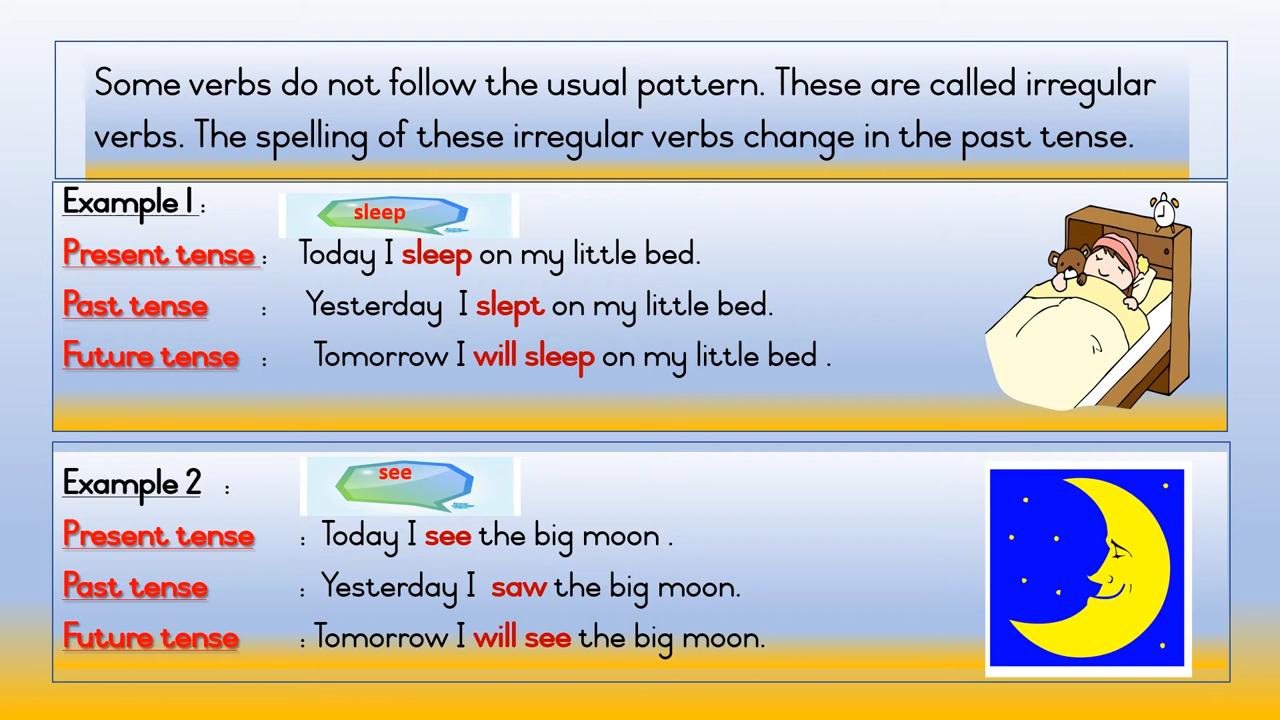 Some verbs do not follow the usual pattern. These are called irregular
verbs. The spelling of these irregular verbs change in the past tense.
Example 1 :
sleep
Present tense : Today I sleep on my little bed.
Past tense : Yesterday I slept on my little bed.
Future tense : Tomorrow I will sleep on my little bed .
Example 2 :
see
Present tense : Today I see the big moon .
Past tense : Yesterday I saw the big moon.
Future tense : Tomorrow I will see the big moon.